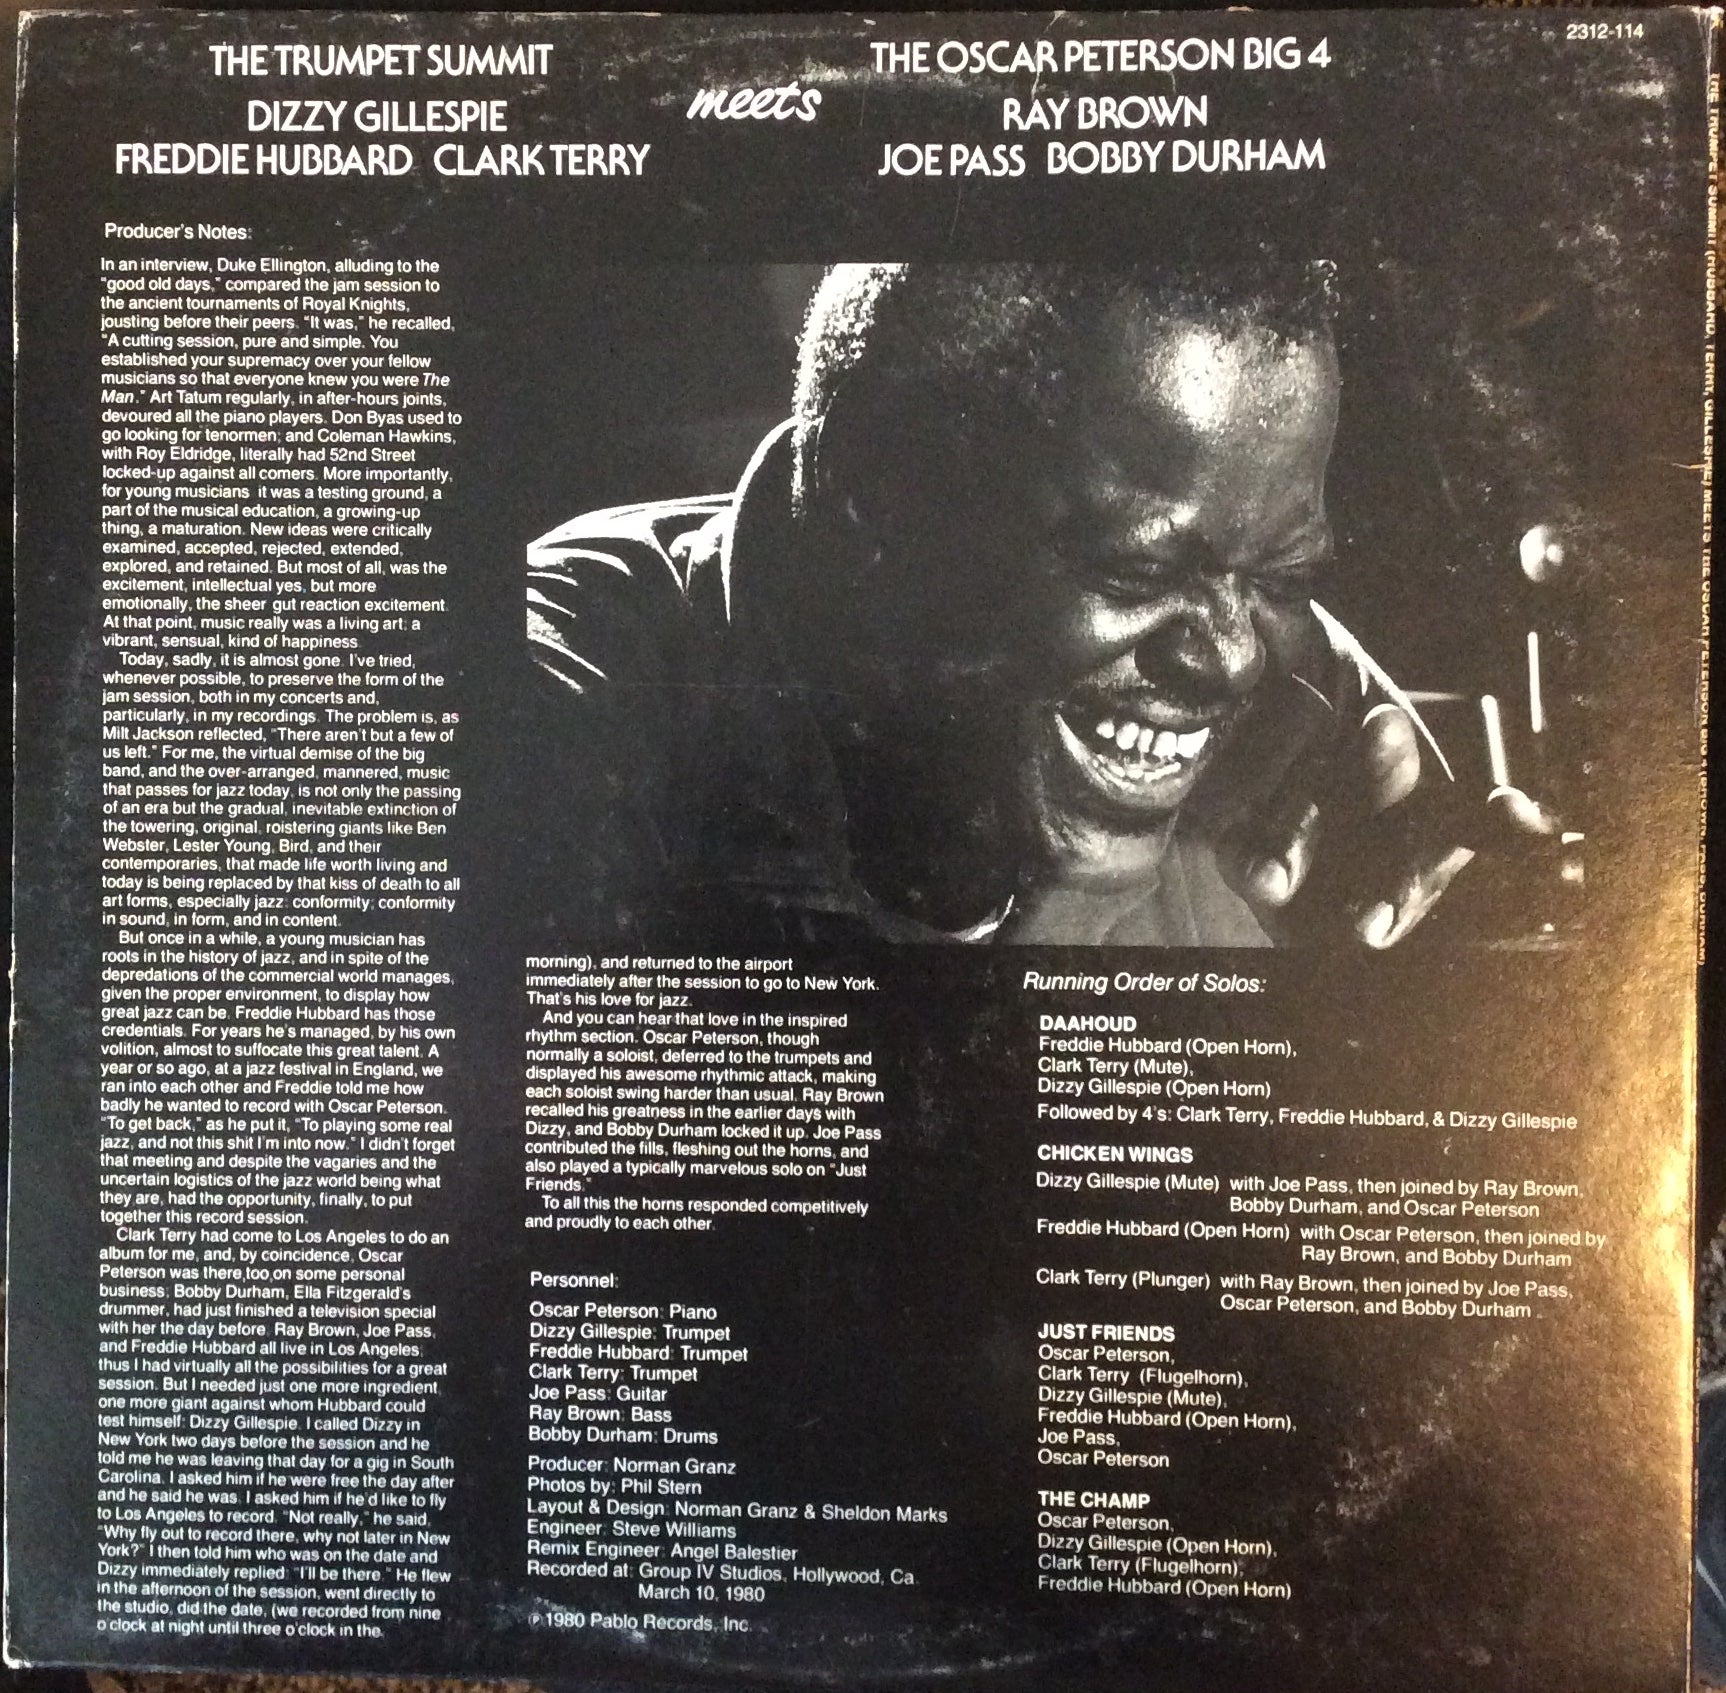 2312-114
THE TRUMPET SUMMIT
DIZZY GILLESPIE
FREDDIE HUBBARD CLARK TERRY
meets
THE OSCAR PETERSON BIG 4
RAY BROWN
JOE PASS BOBBY DURHAM
Producer's Notes:
In an interview, Duke Ellington, alluding to the
"good old days," compared the jam session to
the ancient tournaments of Royal Knights,
jousting before their peers. "It was," he recalled,
"A cutting session, pure and simple. You
established your supremacy over your fellow
musicians so that everyone knew you were The
Man." Art Tatum regularly, in after-hours joints,
devoured all the piano players. Don Byas used to
go looking for tenormen; and Coleman Hawkins,
with Roy Eldridge, literally had 52nd Street
locked-up against all comers. More importantly,
for young musicians it was a testing ground, a
part of the musical education, a growing-up
thing, a maturation. New ideas were critically
examined, accepted, rejected, extended,
explored, and retained. But most of all, was the
excitement, intellectual yes, but more
emotionally, the sheer gut reaction excitement.
At that point, music really was a living art; a
vibrant, sensual, kind of happiness.
Today, sadly, it is almost gone. I've tried,
whenever possible, to preserve the form of the
jam session, both in my concerts and,
particularly, in my recordings. The problem is, as
Milt Jackson reflected, "There aren't but a few of
us left." For me, the virtual demise of the big
band, and the over-arranged, mannered, music
that passes for jazz today, is not only the passing
of an era but the gradual, inevitable extinction of
the towering, original, roistering giants like Ben
Webster, Lester Young, Bird, and their
contemporaries, that made life worth living and
today is being replaced by that kiss of death to all
art forms, especially jazz: conformity; conformity
in sound, in form, and in content.
But once in a while, a young musician has
roots in the history of jazz, and in spite of the
depredations of the commercial world manages,
given the proper environment, to display how
great jazz can be. Freddie Hubbard has those
credentials. For years he's managed, by his own
volition, almost to suffocate this great talent. A
year or so ago, at a jazz festival in England, we
ran into each other and Freddie told me how
badly he wanted to record with Oscar Peterson.
"To get back," as he put it, "To playing some real
jazz, and not this shit I'm into now." I didn't forget
that meeting and despite the vagaries and the
uncertain logistics of the jazz world being what
they are, had the opportunity, finally, to put
together this record session.
Clark Terry had come to Los Angeles to do an
album for me, and, by coincidence, Oscar
Peterson was there,too,on some personal
business; Bobby Durham, Ella Fitzgerald's
drummer, had just finished a television special
with her the day before. Ray Brown, Joe Pass,
and Freddie Hubbard all live in Los Angeles;
thus I had virtually all the possibilities for a great
session. But I needed just one more ingredient,
one more giant against whom Hubbard could
test himself: Dizzy Gillespie. I called Dizzy in
New York two days before the session and he
told me he was leaving that day for a gig in South
Carolina. I asked him if he were free the day after
and he said he was. I asked him if he'd like to fly
to Los Angeles to record. "Not really," he said,
"Why fly out to record there, why not later in New
York?" I then told him who was on the date and
Dizzy immediately replied: "I'll be there." He flew
in the afternoon of the session, went directly to
the studio, did the date, (we recorded from nine
o'clock at night until three o'clock in the
morning), and returned to the airport
immediately after the session to go to New York.
That's his love for jazz.
And you can hear that love in the inspired
rhythm section. Oscar Peterson, though
normally a soloist, deferred to the trumpets and
displayed his awesome rhythmic attack, making
each soloist swing harder than usual. Ray Brown
recalled his greatness in the earlier days with
Dizzy, and Bobby Durham locked it up. Joe Pass
contributed the fills, fleshing out the horns, and
also played a typically marvelous solo on "Just
Friends."
To all this the horns responded competitively
and proudly to each other.
Personnel:
Oscar Peterson: Piano
Dizzy Gillespie: Trumpet
Freddie Hubbard: Trumpet
Clark Terry: Trumpet
Joe Pass: Guitar
Ray Brown: Bass
Bobby Durham: Drums
Producer: Norman Granz
Photos by: Phil Stern
Layout & Design: Norman Granz & Sheldon Marks
Engineer: Steve Williams
Remix Engineer: Angel Balestier
Recorded at: Group IV Studios, Hollywood, Ca.
March 10, 1980
℗ 1980 Pablo Records, Inc.
Running Order of Solos:
DAAHOUD
Freddie Hubbard (Open Horn),
Clark Terry (Mute),
Dizzy Gillespie (Open Horn)
Followed by 4's: Clark Terry, Freddie Hubbard, & Dizzy Gillespie
CHICKEN WINGS
Dizzy Gillespie (Mute) with Joe Pass, then joined by Ray Brown,
Bobby Durham, and Oscar Peterson
Freddie Hubbard (Open Horn) with Oscar Peterson, then joined by
Ray Brown, and Bobby Durham
Clark Terry (Plunger) with Ray Brown, then joined by Joe Pass,
Oscar Peterson, and Bobby Durham
JUST FRIENDS
Oscar Peterson,
Clark Terry (Flugelhorn),
Dizzy Gillespie (Mute),
Freddie Hubbard (Open Horn),
Joe Pass,
Oscar Peterson
THE CHAMP
Oscar Peterson,
Dizzy Gillespie (Open Horn),
Clark Terry (Flugelhorn),
Freddie Hubbard (Open Horn)
THE TRUMPET SUMMIT (HUBBARD, TERRY, GILLESPIE) MEETS THE OSCAR PETERSON BIG 4 (BROWN, PASS, DURHAM)